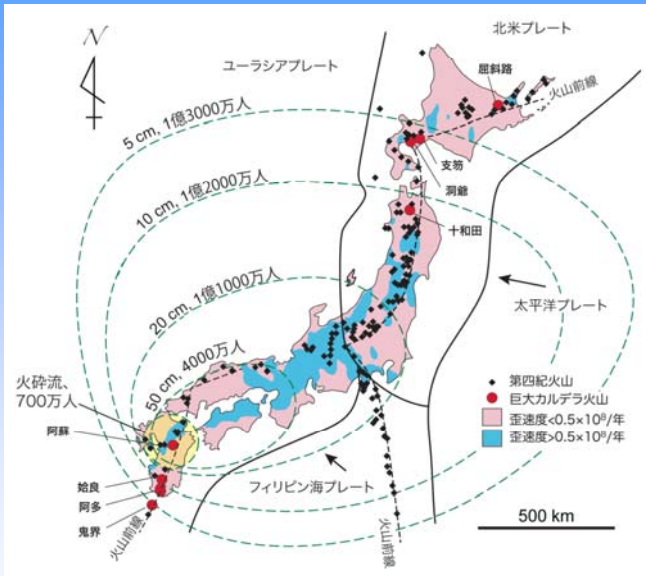 N
北米プレート
ユーラシアプレート
屈斜路
火山前線
5 cm, 1億3000万人
支笏
洞爺
10 cm, 1億2000万人
十和田
20 cm, 1億1000万人
太平洋プレート
50 cm, 4000万人
火砕流、
700万人
阿蘇
第四紀火山
巨大カルデラ火山
歪速度<0.5×10⁸/年
歪速度>0.5×10⁸/年
姶良
阿多
鬼界
フィリピン海プレート
火山前線
火山前線
500 km